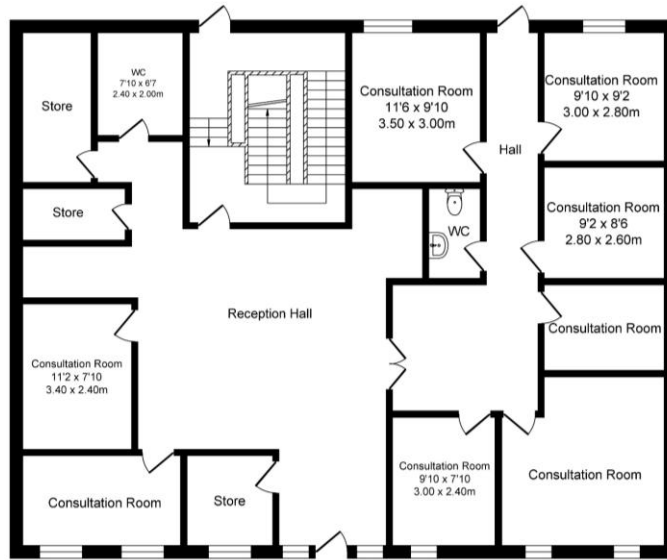 Store
WC
7'10 x 6'7
2.40 x 2.00m
Consultation Room
11'6 x 9'10
3.50 x 3.00m
Hall
Consultation Room
9'10 x 9'2
3.00 x 2.80m
Store
WC
Consultation Room
9'2 x 8'6
2.80 x 2.60m
Reception Hall
Consultation Room
Consultation Room
11'2 x 7'10
3.40 x 2.40m
Consultation Room
9'10 x 7'10
3.00 x 2.40m
Consultation Room
Consultation Room
Store